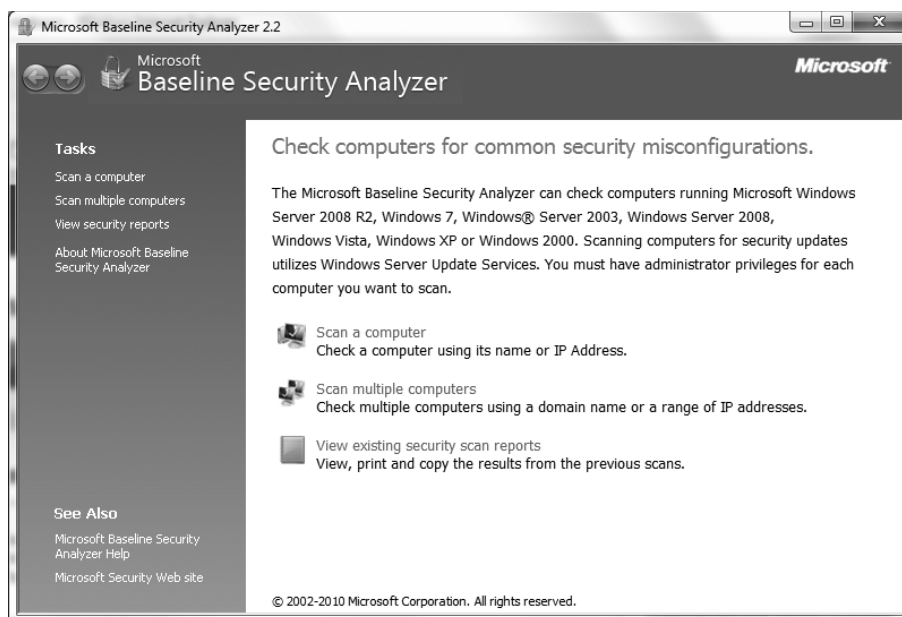 Microsoft Baseline Security Analyzer 2.2
Microsoft
Baseline Security Analyzer
Microsoft
Tasks
Scan a computer
Scan multiple computers
View security reports
About Microsoft Baseline
Security Analyzer
See Also
Microsoft Baseline Security
Analyzer Help
Microsoft Security Web site
Check computers for common security misconfigurations.
The Microsoft Baseline Security Analyzer can check computers running Microsoft Windows
Server 2008 R2, Windows 7, Windows® Server 2003, Windows Server 2008,
Windows Vista, Windows XP or Windows 2000. Scanning computers for security updates
utilizes Windows Server Update Services. You must have administrator privileges for each
computer you want to scan.
Scan a computer
Check a computer using its name or IP Address.
Scan multiple computers
Check multiple computers using a domain name or a range of IP addresses.
View existing security scan reports
View, print and copy the results from the previous scans.
© 2002-2010 Microsoft Corporation. All rights reserved.